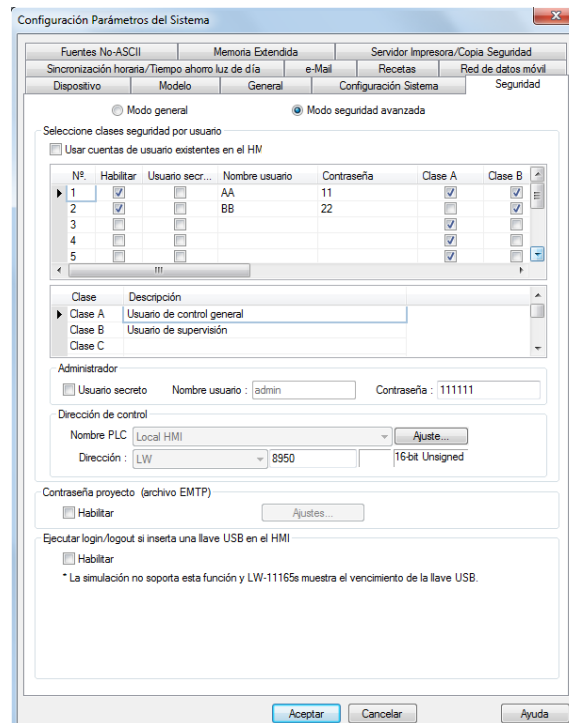 Configuración Parámetros del Sistema
Fuentes No-ASCII Memoria Extendida Servidor Impresora/Copia Seguridad
Sincronización horaria/Tiempo ahorro luz de día e-Mail Recetas Red de datos móvil
Dispositivo Modelo General Configuración Sistema Seguridad
Modo general Modo seguridad avanzada
Seleccione clases seguridad por usuario
Usar cuentas de usuario existentes en el HM
Nº. Habilitar Usuario secr... Nombre usuario Contraseña Clase A Clase B
1 AA 11
2 BB 22
3
4
5
Clase Descripción
Clase A Usuario de control general
Clase B Usuario de supervisión
Clase C
Administrador
Usuario secreto Nombre usuario : admin Contraseña : 111111
Dirección de control
Nombre PLC Local HMI Ajuste...
Dirección : LW 8950 16-bit Unsigned
Contraseña proyecto (archivo EMTP)
Habilitar Ajustes...
Ejecutar login/logout si inserta una llave USB en el HMI
Habilitar
* La simulación no soporta esta función y LW-11165s muestra el vencimiento de la llave USB.
Aceptar Cancelar Ayuda